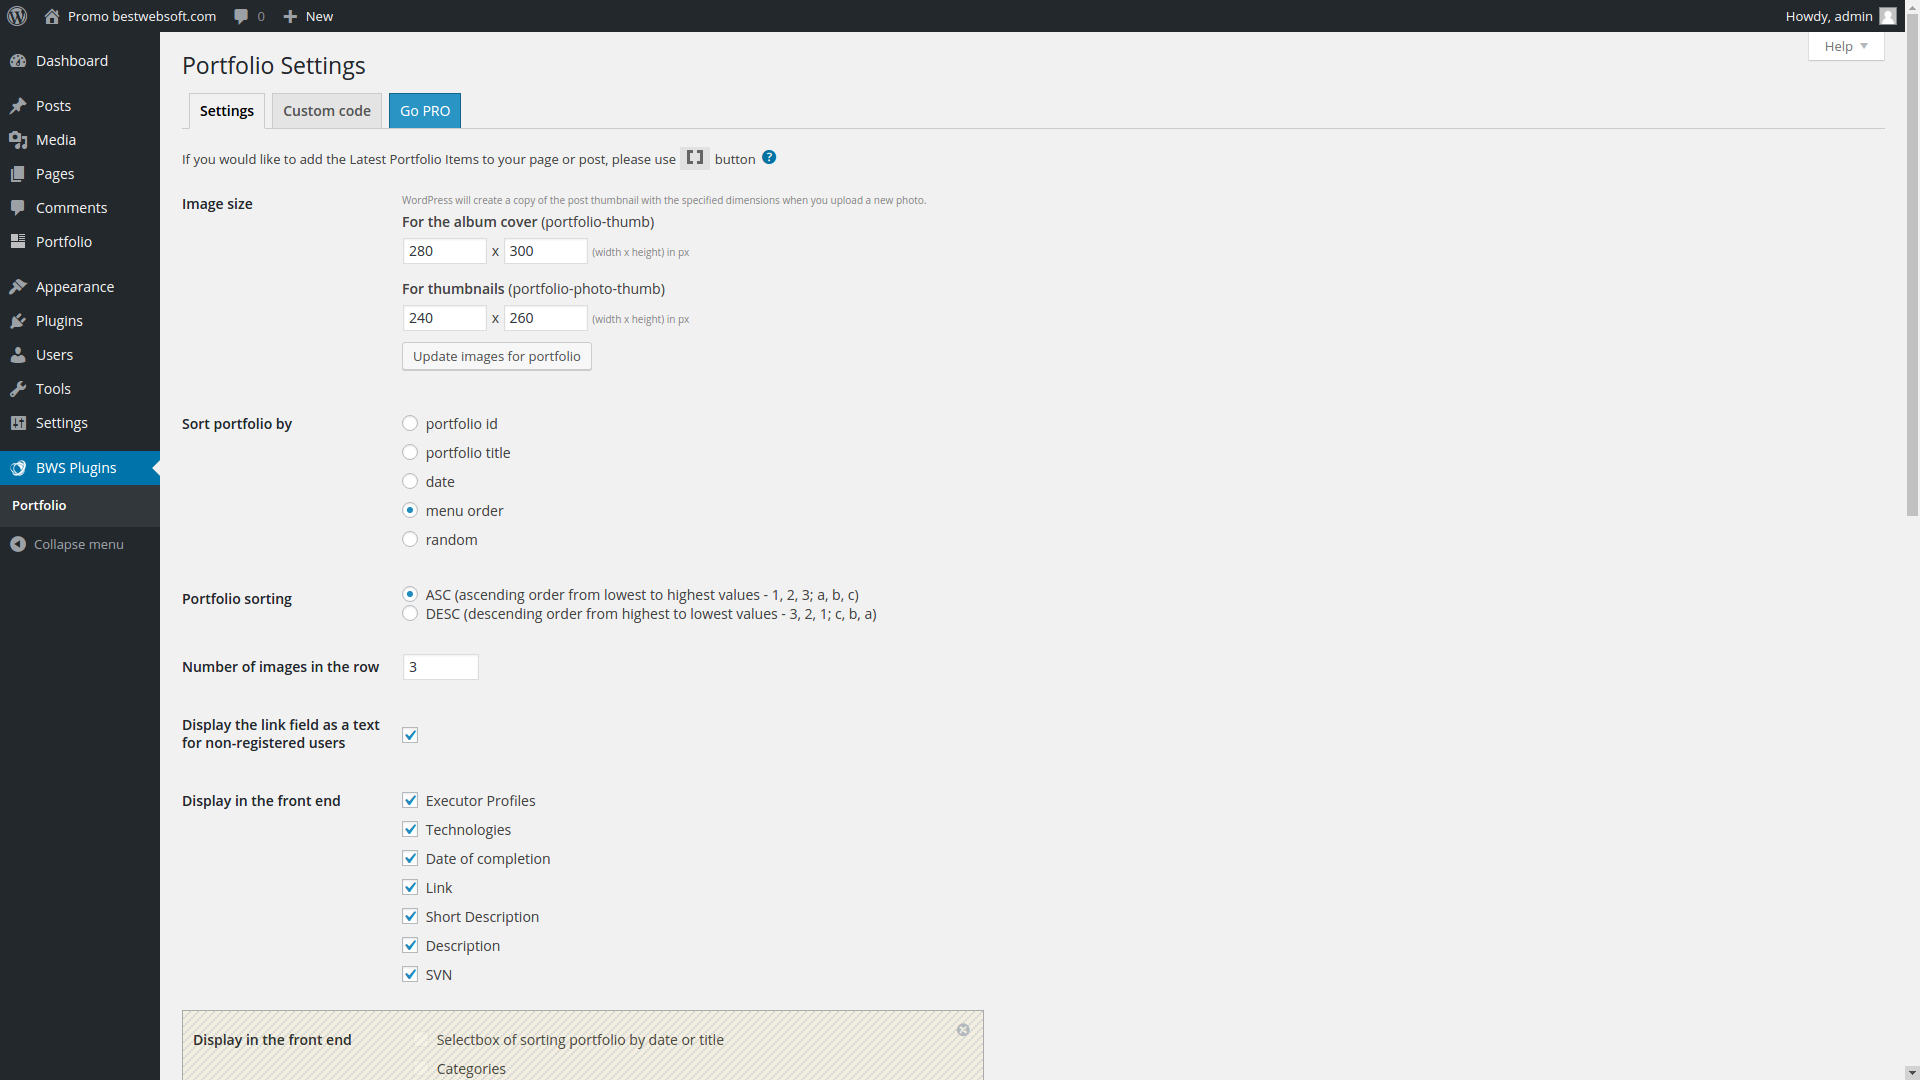 Promo bestwebsoft.com 0 New Howdy, admin
Help
Dashboard
Posts
Media
Pages
Comments
Portfolio
Appearance
Plugins
Users
Tools
Settings
BWS Plugins
Portfolio
Collapse menu
Portfolio Settings
Settings Custom code Go PRO
If you would like to add the Latest Portfolio Items to your page or post, please use [] button ?
Image size
WordPress will create a copy of the post thumbnail with the specified dimensions when you upload a new photo.
For the album cover (portfolio-thumb)
280 x 300 (width x height) in px
For thumbnails (portfolio-photo-thumb)
240 x 260 (width x height) in px
Update images for portfolio
Sort portfolio by
portfolio id
portfolio title
date
menu order
random
Portfolio sorting
ASC (ascending order from lowest to highest values - 1, 2, 3; a, b, c)
DESC (descending order from highest to lowest values - 3, 2, 1; c, b, a)
Number of images in the row 3
Display the link field as a text
for non-registered users
Display in the front end
Executor Profiles
Technologies
Date of completion
Link
Short Description
Description
SVN
Display in the front end
Selectbox of sorting portfolio by date or title
Categories